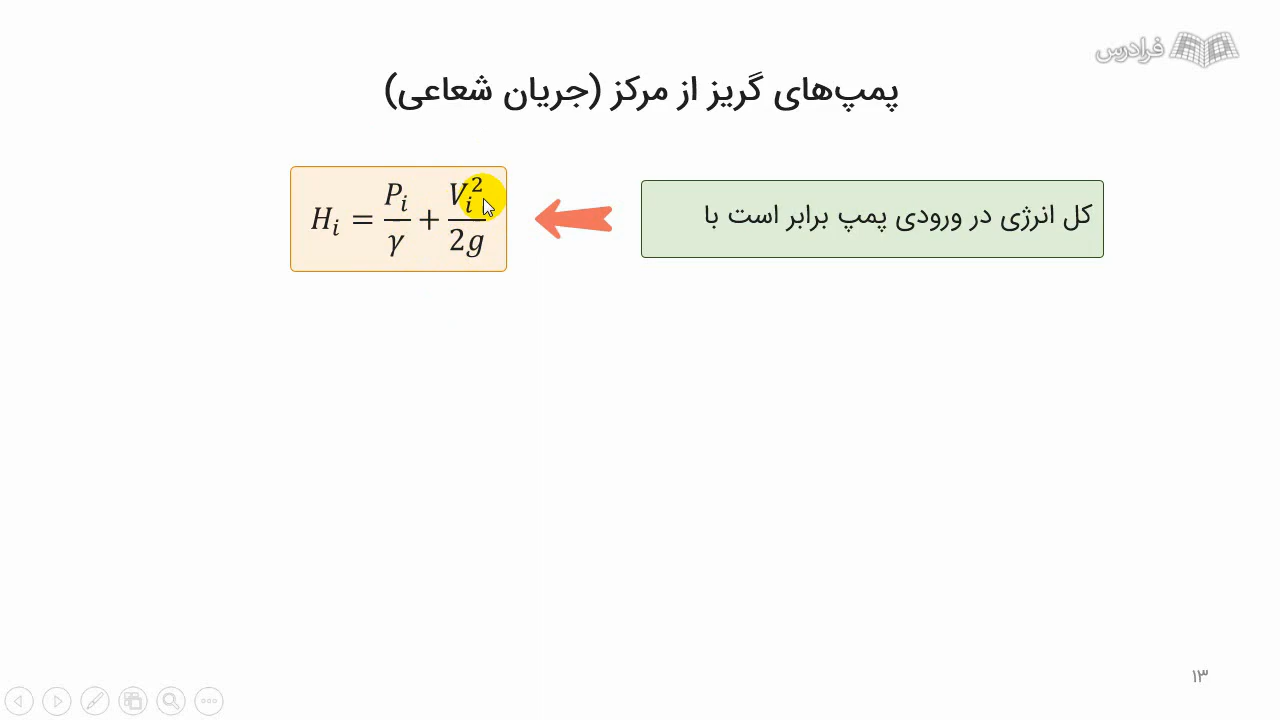 فرادرس
پمپ‌های گریز از مرکز (جریان شعاعی)
کل انرژی در ورودی پمپ برابر است با
H_i = P_i/γ + V_i^2/2g
۱۳